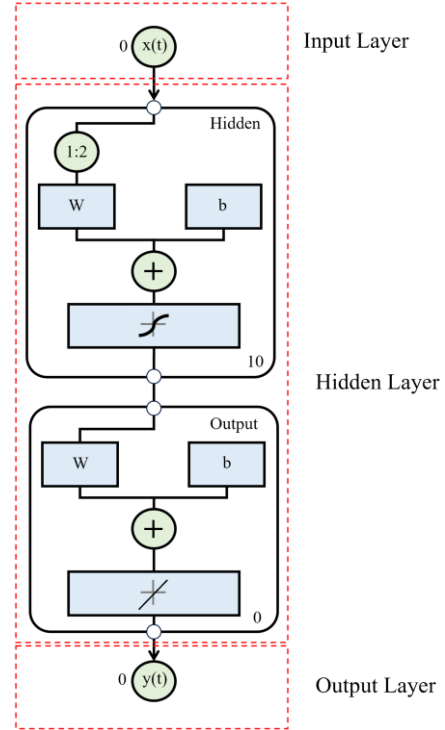 0 x(t)
Input Layer
Hidden
1:2
W b
+
10
Hidden Layer
Output
W b
+
0
0 y(t)
Output Layer